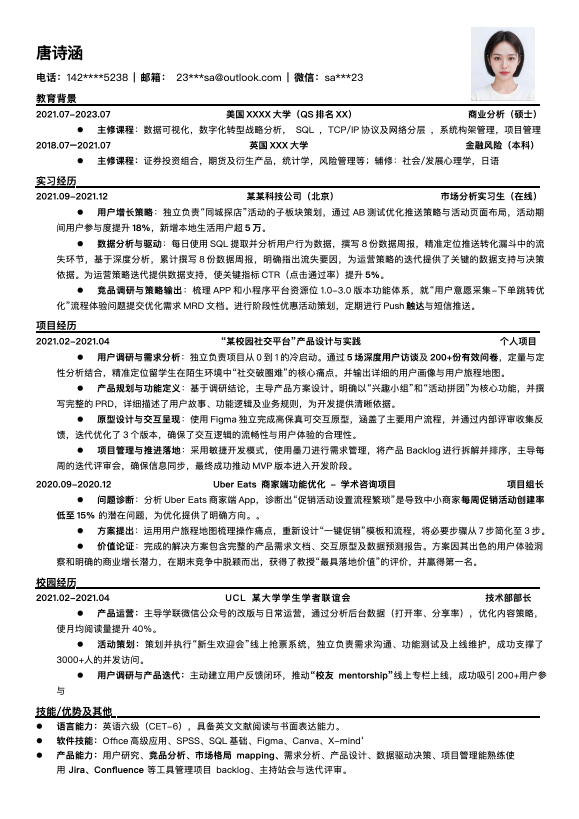 唐诗涵
电话：142****5238 | 邮箱： 23***sa@outlook.com | 微信：sa***23
教育背景
2021.07-2023.07 美国 XXXX 大学（QS 排名 XX） 商业分析（硕士）
● 主修课程：数据可视化，数字化转型战略分析， SQL ，TCP/IP 协议及网络分层 ，系统构架管理，项目管理
2018.07—2021.07 英国 XXX 大学 金融风险（本科）
● 主修课程：证券投资组合，期货及衍生产品，统计学，风险管理等；辅修：社会/发展心理学，日语
实习经历
2021.09-2021.12 某某科技公司（北京） 市场分析实习生（在线）
● 用户增长策略：独立负责“同城探店”活动的子板块策划，通过 AB 测试优化推送策略与活动页面布局，活动期
间用户参与度提升 18%，新增本地生活用户超 5 万。
● 数据分析与驱动：每日使用 SQL 提取并分析用户行为数据，撰写 8 份数据周报，精准定位推送转化漏斗中的流
失环节，基于深度分析，累计撰写 8 份数据周报，明确指出流失要因，为运营策略的迭代提供了关键的数据支持与决策
依据。为运营策略迭代提供数据支持，使关键指标 CTR（点击通过率）提升 5%。
● 竞品调研与策略输出：梳理 APP 和小程序平台资源位 1.0-3.0 版本功能体系，就“用户意愿采集-下单跳转优
化”流程体验问题提交优化需求 MRD 文档。进行阶段性优惠活动策划，定期进行 Push 触达与短信推送。
项目经历
2021.02-2021.04 “某校园社交平台”产品设计与实践 个人项目
● 用户调研与需求分析：独立负责项目从 0 到 1 的冷启动。通过 5 场深度用户访谈及 200+份有效问卷，定量与定
性分析结合，精准定位留学生在陌生环境中“社交破圈难”的核心痛点，并输出详细的用户画像与用户旅程地图。
● 产品规划与功能定义：基于调研结论，主导产品方案设计。明确以“兴趣小组”和“活动拼团”为核心功能，并撰
写完整的 PRD，详细描述了用户故事、功能逻辑及业务规则，为开发提供清晰依据。
● 原型设计与交互呈现：使用 Figma 独立完成高保真可交互原型，涵盖了主要用户流程，并通过内部评审收集反
馈，迭代优化了 3 个版本，确保了交互逻辑的流畅性与用户体验的合理性。
● 项目管理与推进落地：采用敏捷开发模式，使用墨刀进行需求管理，将产品 Backlog 进行拆解并排序，主导每
周的迭代评审会，确保信息同步，最终成功推动 MVP 版本进入开发阶段。
2020.09-2020.12 Uber Eats 商家端功能优化 – 学术咨询项目 项目组长
● 问题诊断：分析 Uber Eats 商家端 App，诊断出“促销活动设置流程繁琐”是导致中小商家每周促销活动创建率
低至 15% 的潜在问题，为优化提供了明确方向。。
● 方案提出：运用用户旅程地图梳理操作痛点，重新设计“一键促销”模板和流程，将必要步骤从 7 步简化至 3 步。
● 价值论证：完成的解决方案包含完整的产品需求文档、交互原型及数据预测报告。方案因其出色的用户体验洞
察和明确的商业增长潜力，在期末竞争中脱颖而出，获得了教授“最具落地价值”的评价，并赢得第一名。
校园经历
2021.02-2021.04 UCL 某大学学生学者联谊会 技术部部长
● 产品运营：主导学联微信公众号的改版与日常运营，通过分析后台数据（打开率、分享率），优化内容策略，
使月均阅读量提升 40%。
● 活动策划：策划并执行“新生欢迎会”线上抢票系统，独立负责需求沟通、功能测试及上线维护，成功支撑了
3000+人的并发访问。
● 用户调研与产品迭代：主动建立用户反馈闭环，推动“校友 mentorship”线上专栏上线，成功吸引 200+用户参
与
技能/优势及其他
● 语言能力：英语六级（CET-6），具备英文文献阅读与书面表达能力。
● 软件技能：Office 高级应用、SPSS、SQL 基础、Figma、Canva、X-mind'
● 产品能力：用户研究、竞品分析、市场格局 mapping、需求分析、产品设计、数据驱动决策、项目管理能熟练使
用 Jira、Confluence 等工具管理项目 backlog、主持站会与迭代评审。